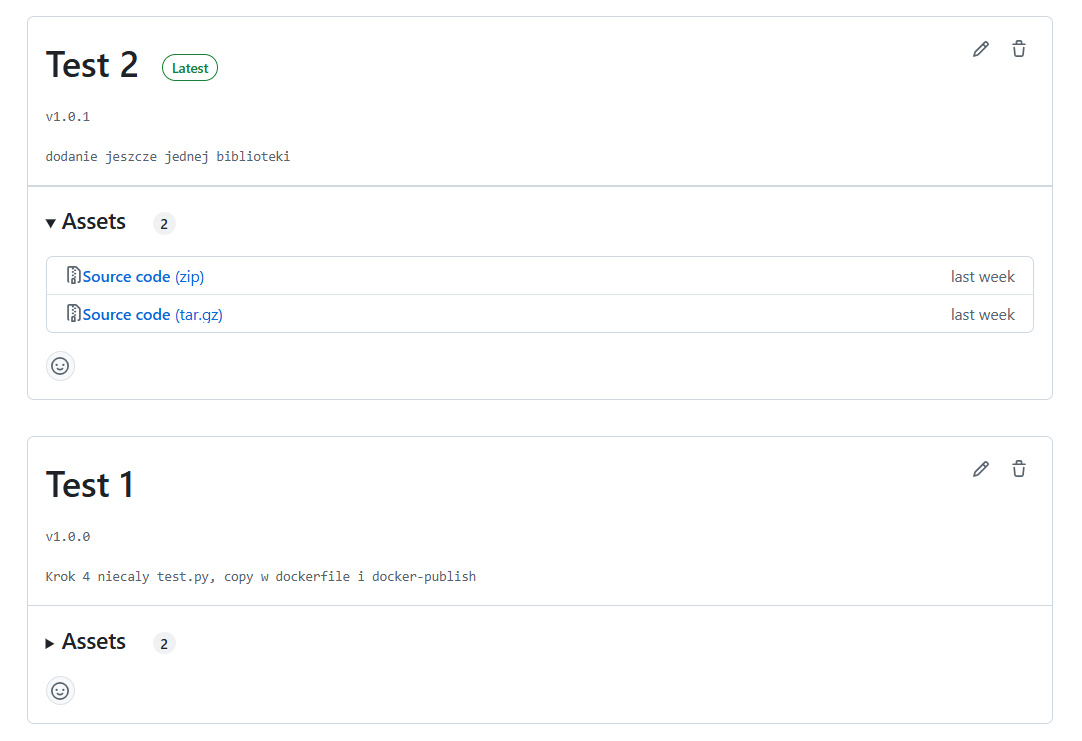 Test 2 Latest
v1.0.1
dodanie jeszcze jednej biblioteki
Assets 2
Source code (zip) last week
Source code (tar.gz) last week
Test 1
v1.0.0
Krok 4 niecaly test.py, copy w dockerfile i docker-publish
Assets 2